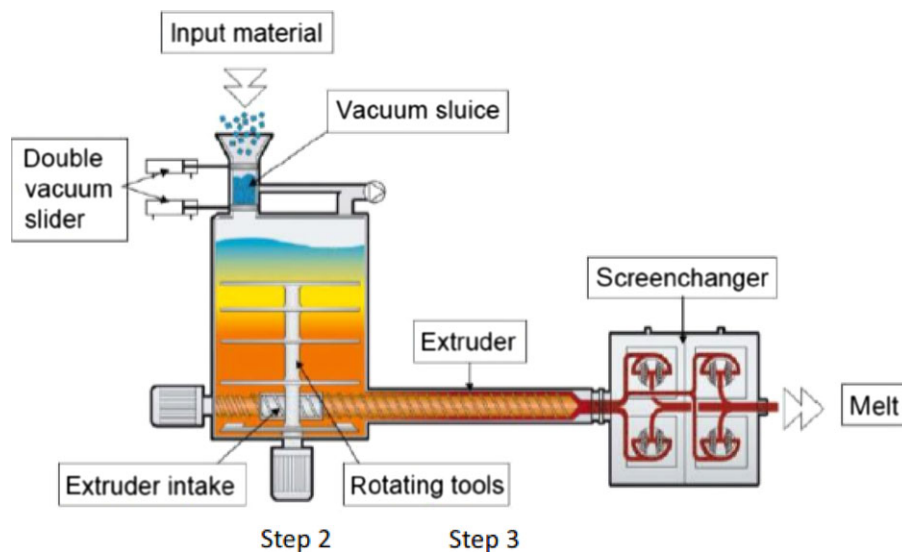 Input material
Vacuum sluice
Double
vacuum
slider
Screenchanger
Extruder
Melt
Extruder intake
Rotating tools
Step 2
Step 3